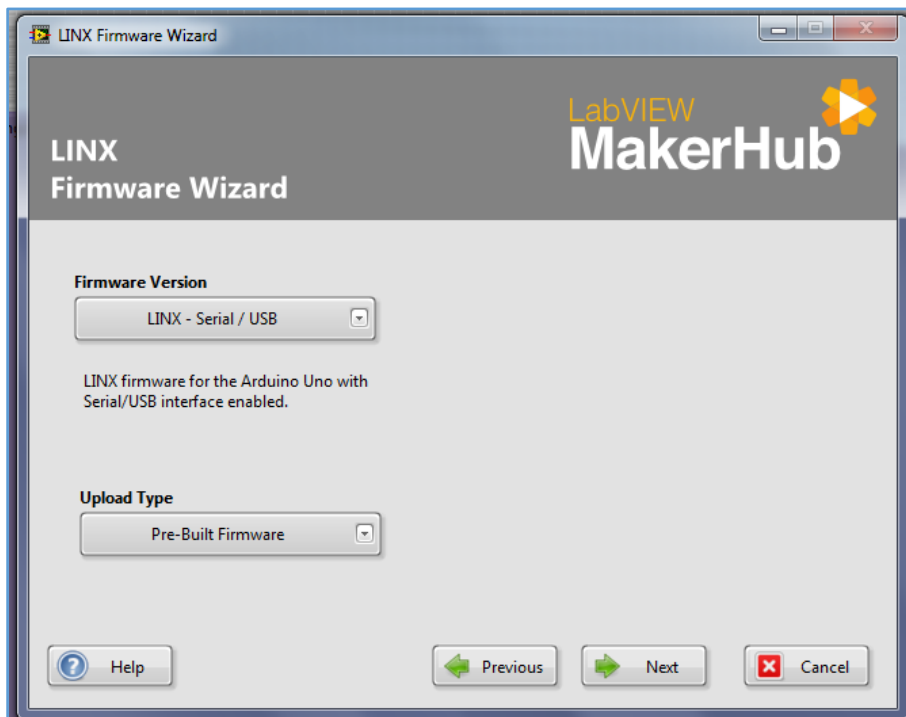 LINX Firmware Wizard
LabVIEW
MakerHub
LINX
Firmware Wizard
Firmware Version
LINX - Serial / USB
LINX firmware for the Arduino Uno with
Serial/USB interface enabled.
Upload Type
Pre-Built Firmware
Help
Previous
Next
Cancel